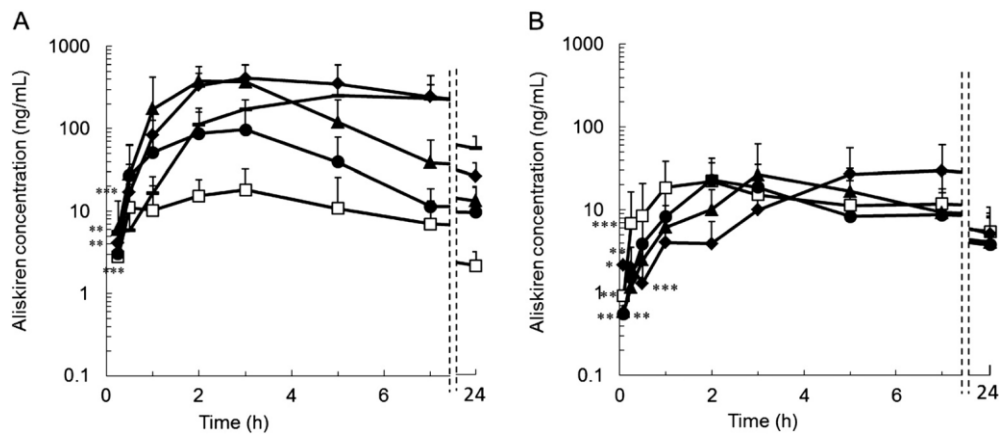 A
1000
100
10
1
0.1
Aliskiren concentration (ng/mL)
***
**
**
***
0 2 4 6 24
Time (h)
B
1000
100
10
1
0.1
Aliskiren concentration (ng/mL)
***
**
*
**
***
** **
0 2 4 6 24
Time (h)